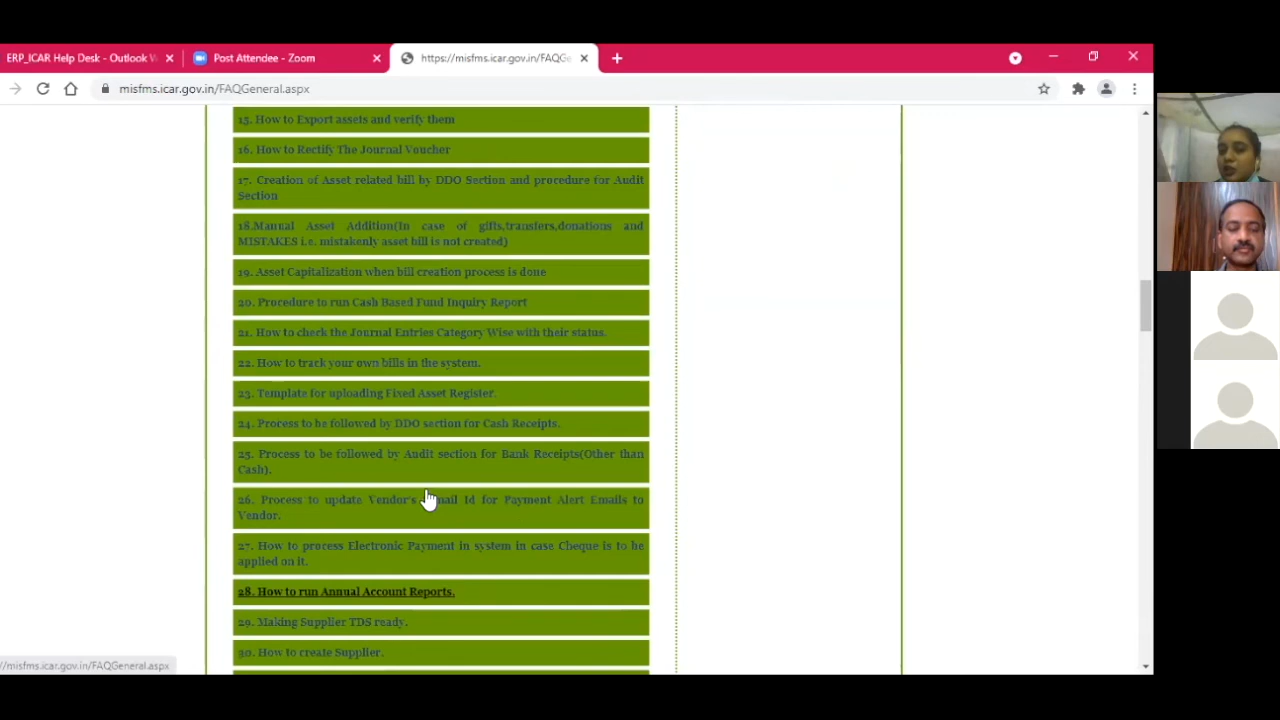 ERP_ICAR Help Desk - Outlook W
Post Attendee - Zoom
https://misfms.icar.gov.in/FAQGe
misfms.icar.gov.in/FAQGeneral.aspx
15. How to Export assets and verify them
16. How to Rectify The Journal Voucher
17. Creation of Asset related bill by DDO Section and procedure for Audit
Section
18.Manual Asset Addition(In case of gifts,transfers,donations and
MISTAKES i.e. mistakenly asset bill is not created)
19. Asset Capitalization when bill creation process is done
20. Procedure to run Cash Based Fund Inquiry Report
21. How to check the Journal Entries Category Wise with their status.
22. How to track your own bills in the system.
23. Template for uploading Fixed Asset Register.
24. Process to be followed by DDO section for Cash Receipts.
25. Process to be followed by Audit section for Bank Receipts(Other than
Cash).
26. Process to update Vendor's Email Id for Payment Alert Emails to
Vendor.
27. How to process Electronic Payment in system in case Cheque is to be
applied on it.
28. How to run Annual Account Reports.
29. Making Supplier TDS ready.
30. How to create Supplier.
//misfms.icar.gov.in/FAQGeneral.aspx